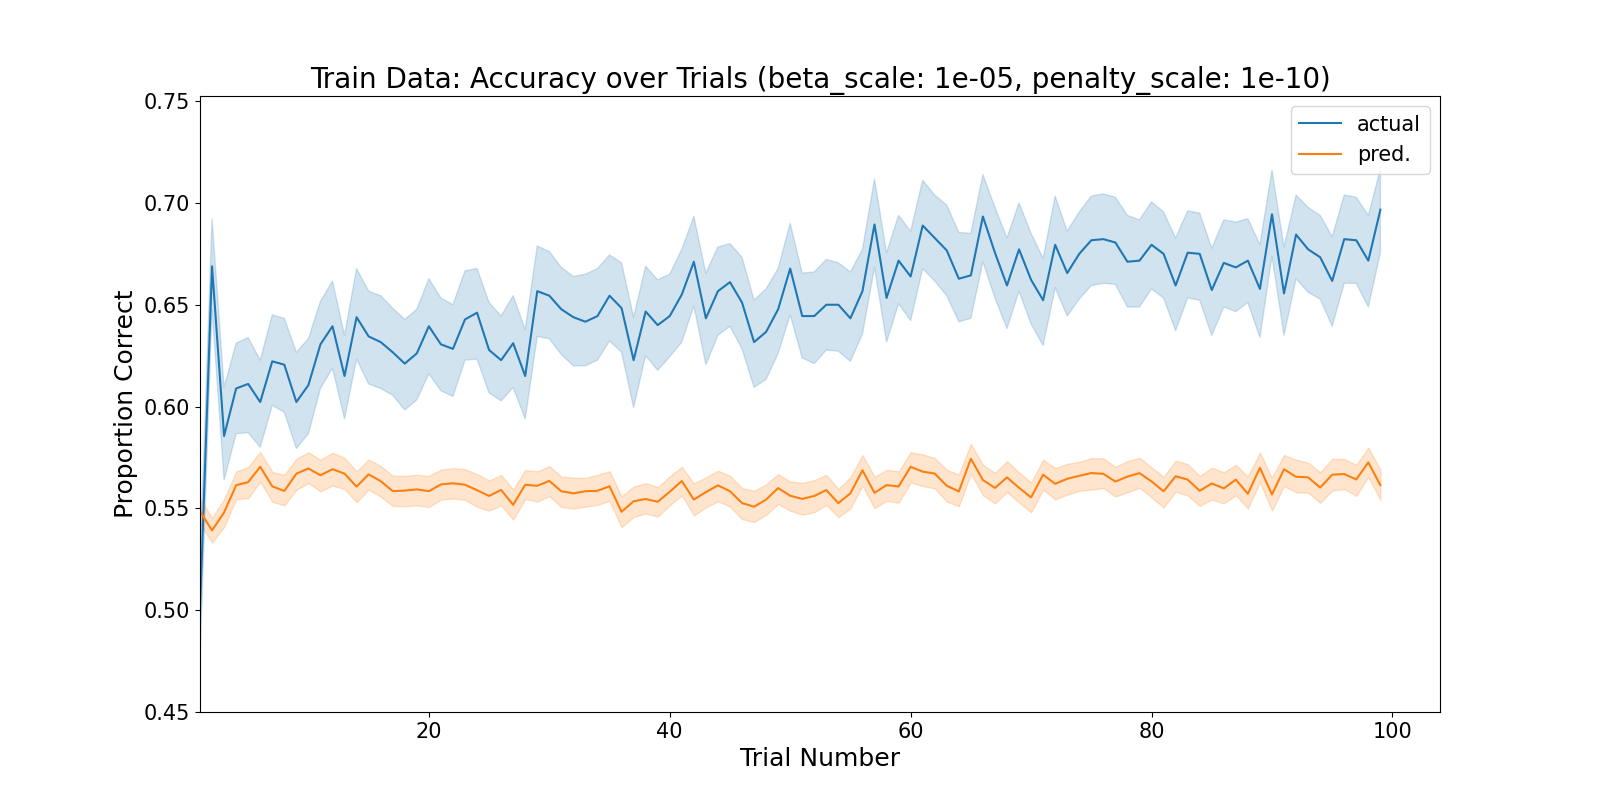 Train Data: Accuracy over Trials (beta_scale: 1e-05, penalty_scale: 1e-10)
actual
pred.
Proportion Correct
0.75
0.70
0.65
0.60
0.55
0.50
0.45
20 40 60 80 100
Trial Number